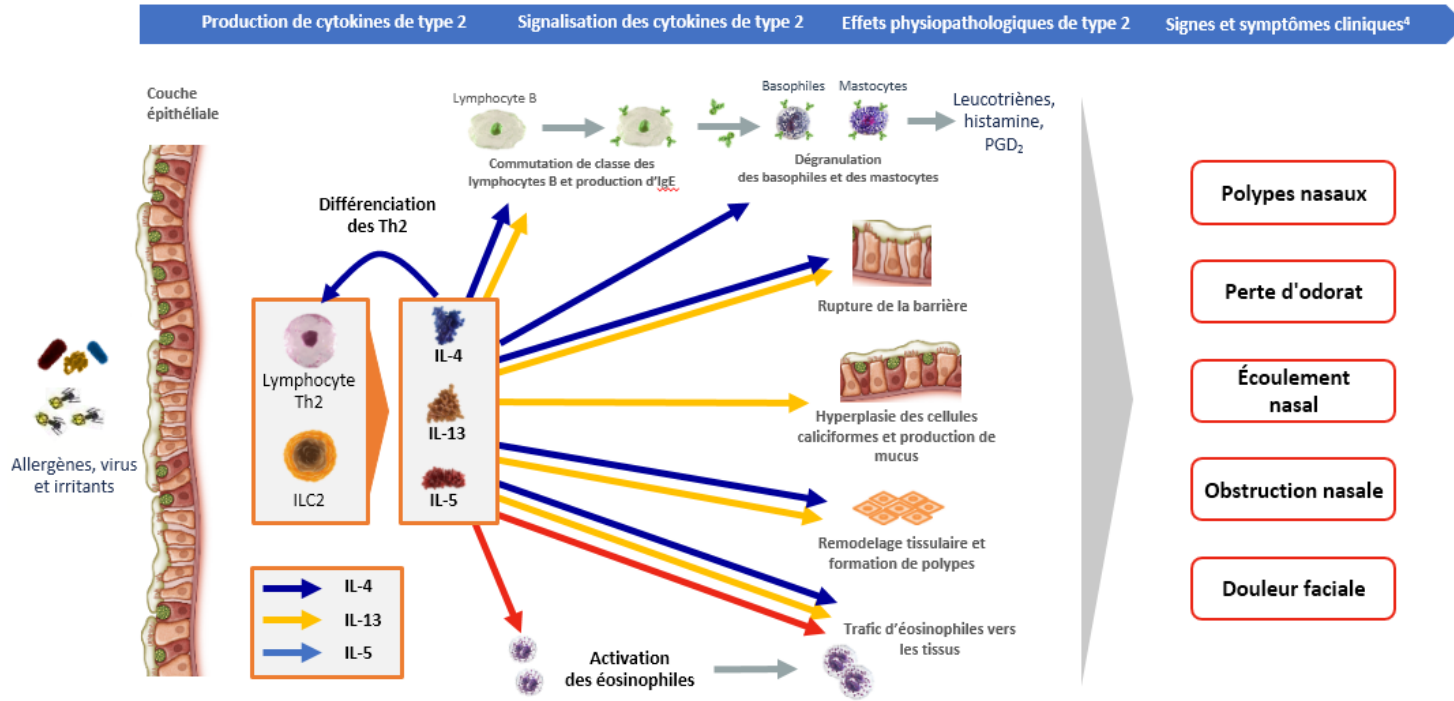 Production de cytokines de type 2
Signalisation des cytokines de type 2
Effets physiopathologiques de type 2
Signes et symptômes cliniques⁴
Couche
épithéliale
Lymphocyte B
Basophiles
Mastocytes
Leucotriènes,
histamine,
PGD₂
Commutation de classe des
lymphocytes B et production d'IgE
Dégranulation
des basophiles et des mastocytes
Différenciation
des Th2
Polypes nasaux
Rupture de la barrière
Perte d'odorat
IL-4
Lymphocyte
Th2
IL-13
Écoulement
nasal
Hyperplasie des cellules
caliciformes et production de
mucus
Allergènes, virus
et irritants
ILC2
IL-5
Obstruction nasale
Remodelage tissulaire et
formation de polypes
IL-4
IL-13
IL-5
Douleur faciale
Trafic d'éosinophiles vers
les tissus
Activation
des éosinophiles